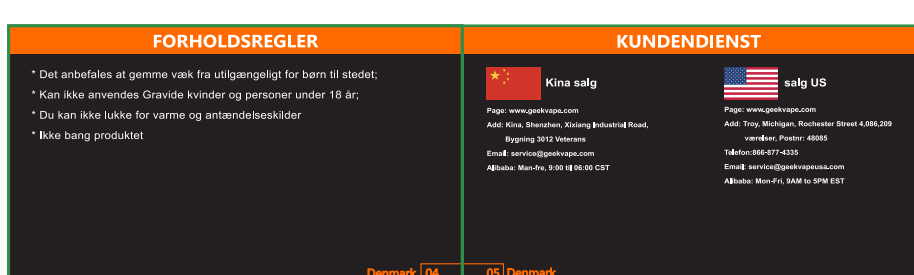 FORHOLDSREGLER
* Det anbefales at gemme væk fra utilgængeligt for børn til stedet;
* Kan ikke anvendes Gravide kvinder og personer under 18 år;
* Du kan ikke lukke for varme og antændelseskilder
* Ikke bang produktet
Denmark 04
KUNDENDIENST
Kina salg
Page: www.geekvape.com
Add: Kina, Shenzhen, Xixiang Industrial Road,
Bygning 3012 Veterans
Email: service@geekvape.com
Alibaba: Man-fre, 9:00 til 06:00 CST
salg US
Page: www.geekvape.com
Add: Troy, Michigan, Rochester Street 4,086,209
værelser, Postnr: 48085
Telefon:866-877-4335
Email: service@geekvapeusa.com
Alibaba: Mon-Fri, 9AM to 5PM EST
05 Denmark